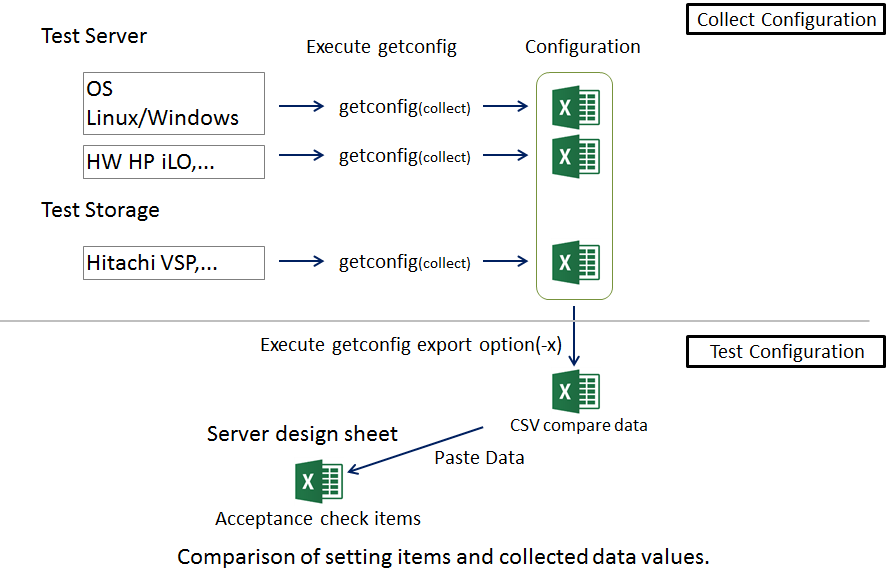 Collect Configuration
Test Server
Execute getconfig
Configuration
OS
Linux/Windows
getconfig(collect)
X
HW HP iLO,...
getconfig(collect)
X
Test Storage
Hitachi VSP,...
getconfig(collect)
X
Execute getconfig export option(-x)
Test Configuration
X
CSV compare data
Server design sheet
Paste Data
X
Acceptance check items
Comparison of setting items and collected data values.